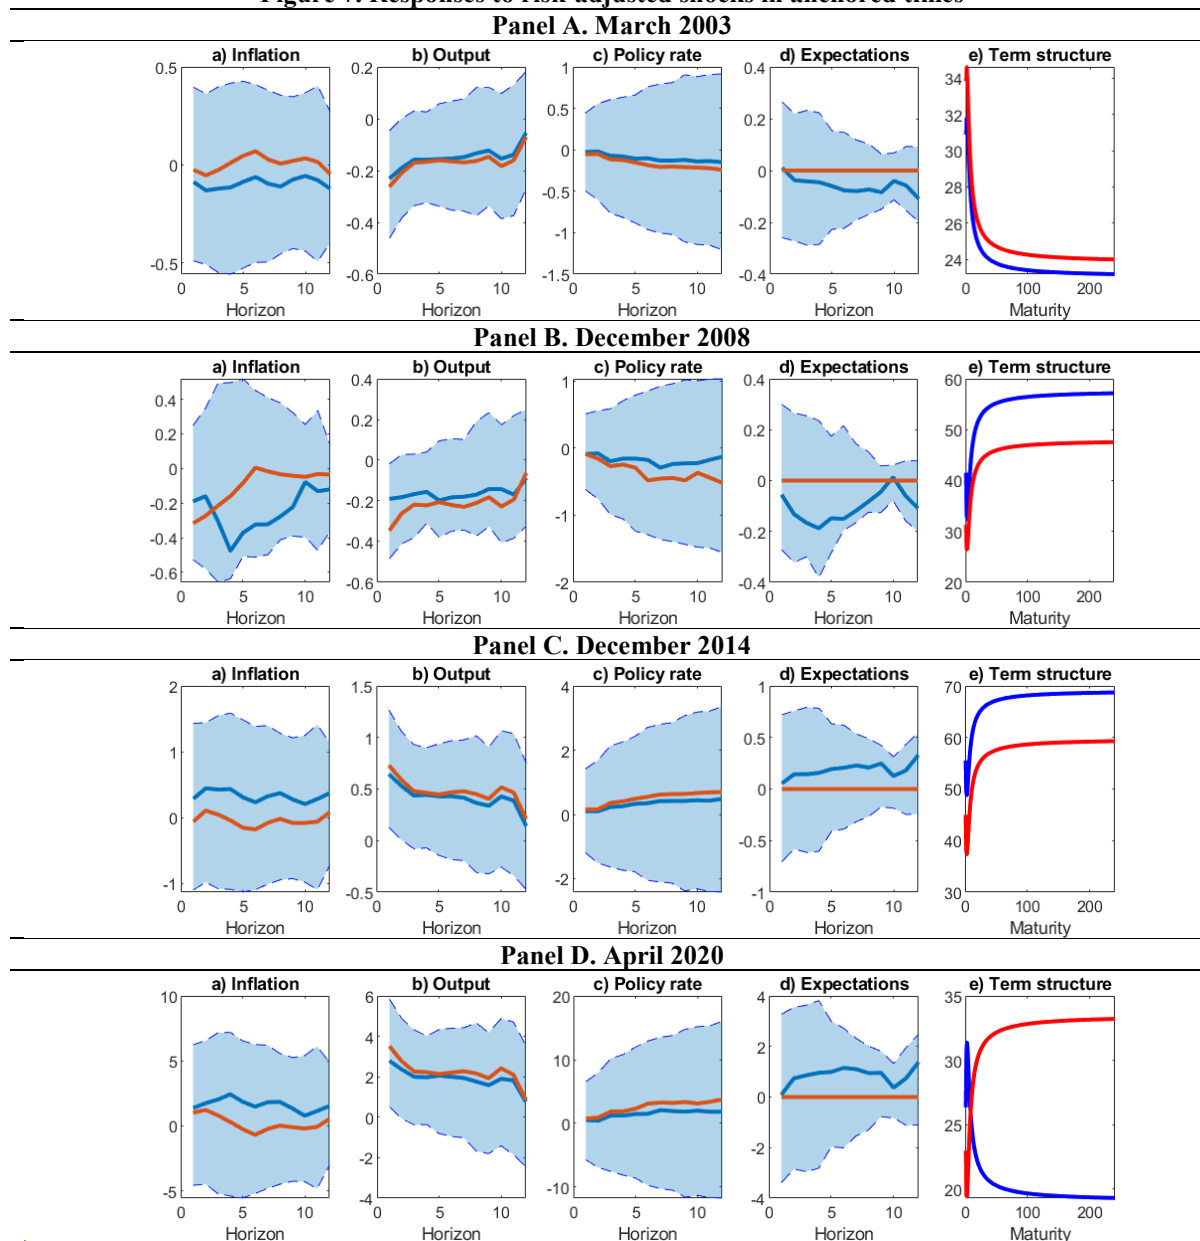 Figure 7. Responses to risk-adjusted shocks in anchored times
Panel A. March 2003
a) Inflation b) Output c) Policy rate d) Expectations e) Term structure
0.5 0 -0.5 0 5 10 Horizon
0.2 0 -0.2 -0.4 -0.6 0 5 10 Horizon
1 0.5 0 -0.5 -1 -1.5 0 5 10 Horizon
0.4 0.2 0 -0.2 -0.4 0 5 10 Horizon
34 32 30 28 26 24 0 100 200 Maturity
Panel B. December 2008
a) Inflation b) Output c) Policy rate d) Expectations e) Term structure
0.4 0.2 0 -0.2 -0.4 -0.6 0 5 10 Horizon
0.4 0.2 0 -0.2 -0.4 -0.6 0 5 10 Horizon
1 0 -1 -2 0 5 10 Horizon
0.4 0.2 0 -0.2 -0.4 0 5 10 Horizon
60 50 40 30 20 0 100 200 Maturity
Panel C. December 2014
a) Inflation b) Output c) Policy rate d) Expectations e) Term structure
2 1 0 -1 0 5 10 Horizon
1.5 1 0.5 0 -0.5 0 5 10 Horizon
4 2 0 -2 0 5 10 Horizon
1 0.5 0 -0.5 -1 0 5 10 Horizon
70 60 50 40 30 0 100 200 Maturity
Panel D. April 2020
a) Inflation b) Output c) Policy rate d) Expectations e) Term structure
10 5 0 -5 0 5 10 Horizon
6 4 2 0 -2 -4 0 5 10 Horizon
20 10 0 -10 0 5 10 Horizon
4 2 0 -2 -4 0 5 10 Horizon
35 30 25 20 0 100 200 Maturity